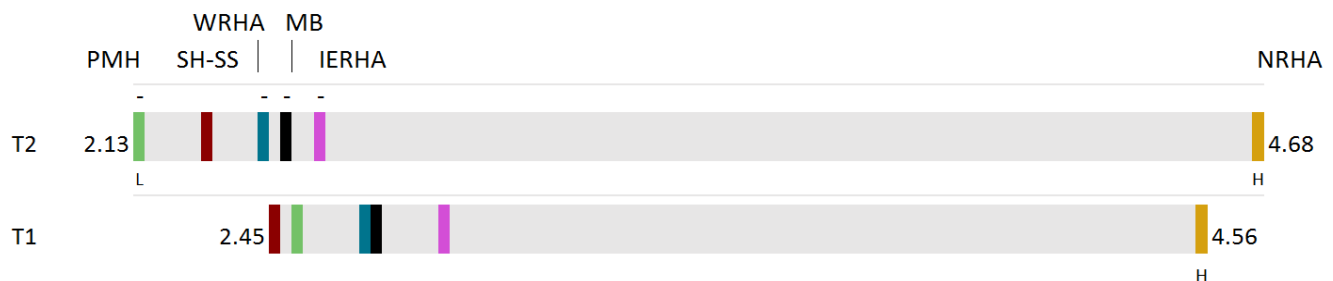 WRHA MB
PMH SH-SS IERHA NRHA
- - - -
T2 2.13 4.68
L H
T1 2.45 4.56
H